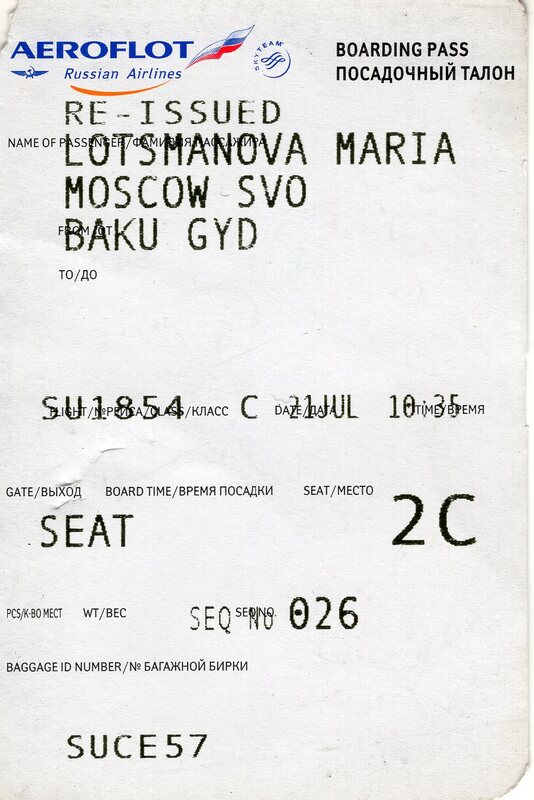 AEROFLOT
Russian Airlines
SKYTEAM
BOARDING PASS
ПОСАДОЧНЫЙ ТАЛОН
RE-ISSUED
NAME OF PASSENGER/ФАМИЛИЯ ПАССАЖИРА
LOTSMANOVA MARIA
MOSCOW SVO
FROM/ОТ
BAKU GYD
TO/ДО
FLIGHT/№РЕЙСА/CLASS/КЛАСС DATE/ДАТА TIME/ВРЕМЯ
SU1854 C 21JUL 10:35
GATE/ВЫХОД BOARD TIME/ВРЕМЯ ПОСАДКИ SEAT/МЕСТО
SEAT 2C
PCS/К-ВО МЕСТ WT/ВЕС SEQ NO.
SEQ NO 026
BAGGAGE ID NUMBER/№ БАГАЖНОЙ БИРКИ
SUCE57